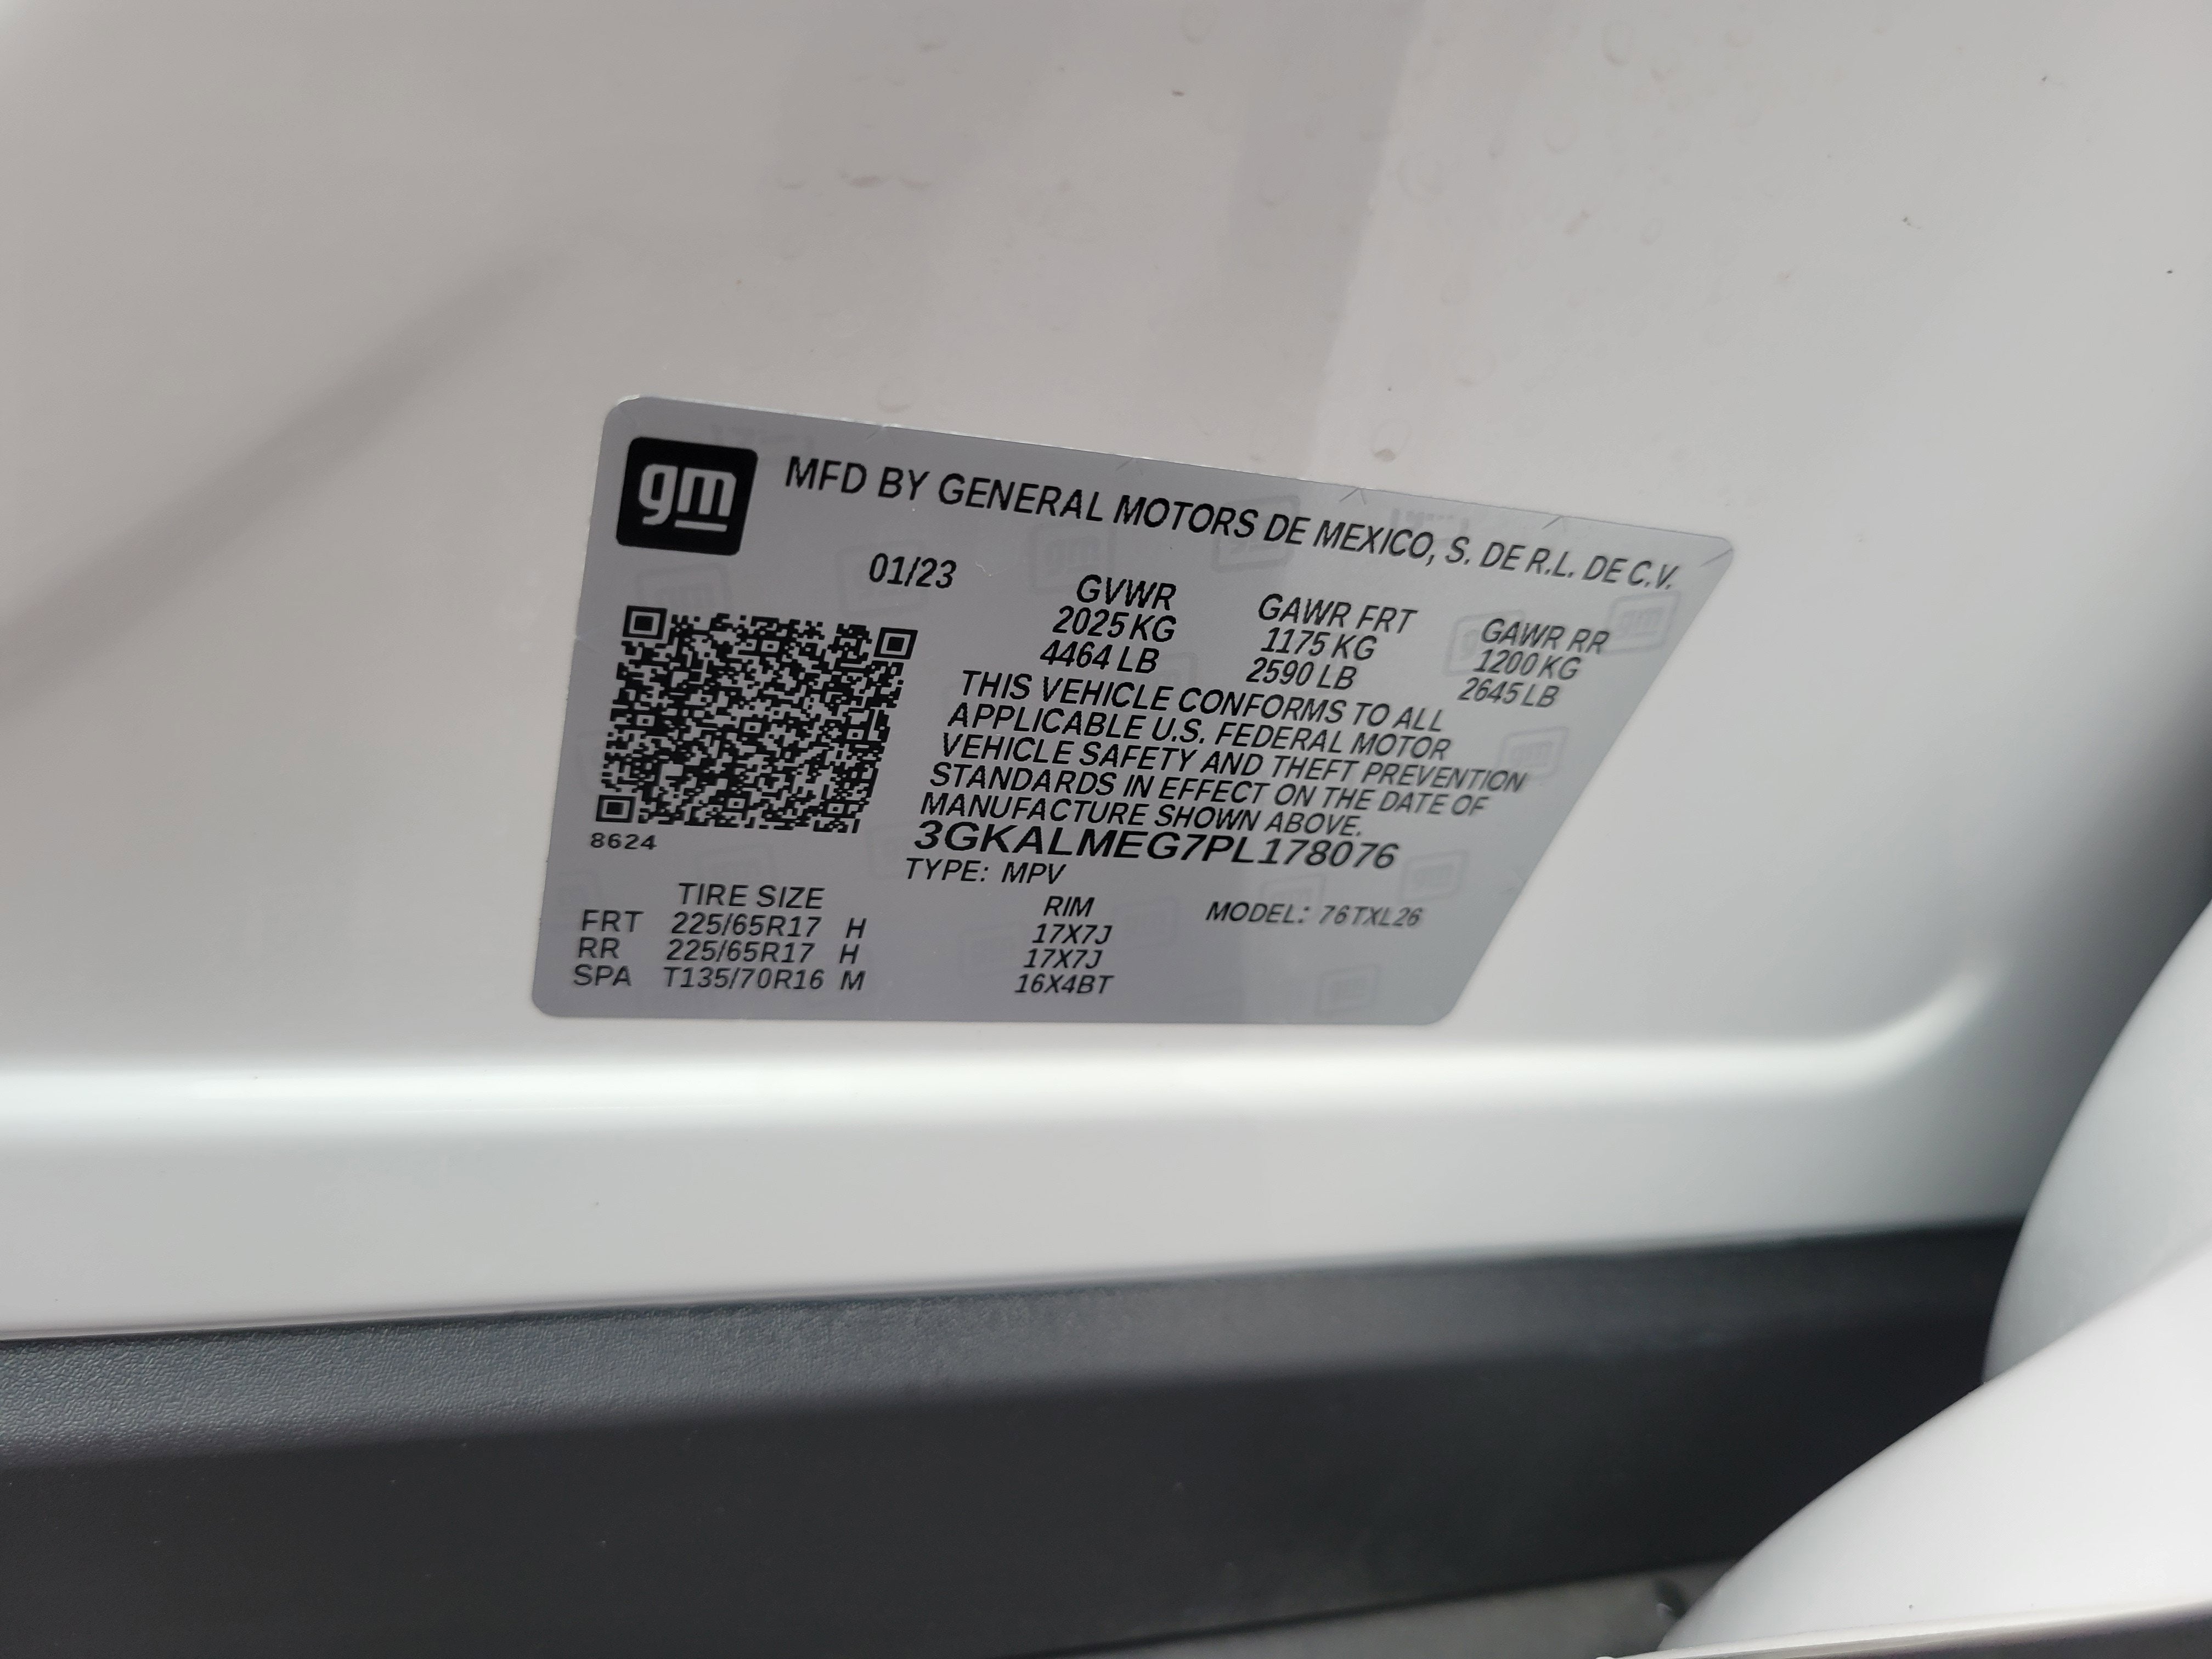 gm
MFD BY GENERAL MOTORS DE MEXICO, S. DE R.L. DE C.V.
01/23
GVWR GAWR FRT GAWR RR
2025 KG 1175 KG 1200 KG
4464 LB 2590 LB 2645 LB
THIS VEHICLE CONFORMS TO ALL
APPLICABLE U.S. FEDERAL MOTOR
VEHICLE SAFETY AND THEFT PREVENTION
STANDARDS IN EFFECT ON THE DATE OF
MANUFACTURE SHOWN ABOVE.
8624
3GKALMEG7PL178076
TYPE: MPV
TIRE SIZE RIM MODEL: 76TXL26
FRT 225/65R17 H 17X7J
RR 225/65R17 H 17X7J
SPA T135/70R16 M 16X4BT